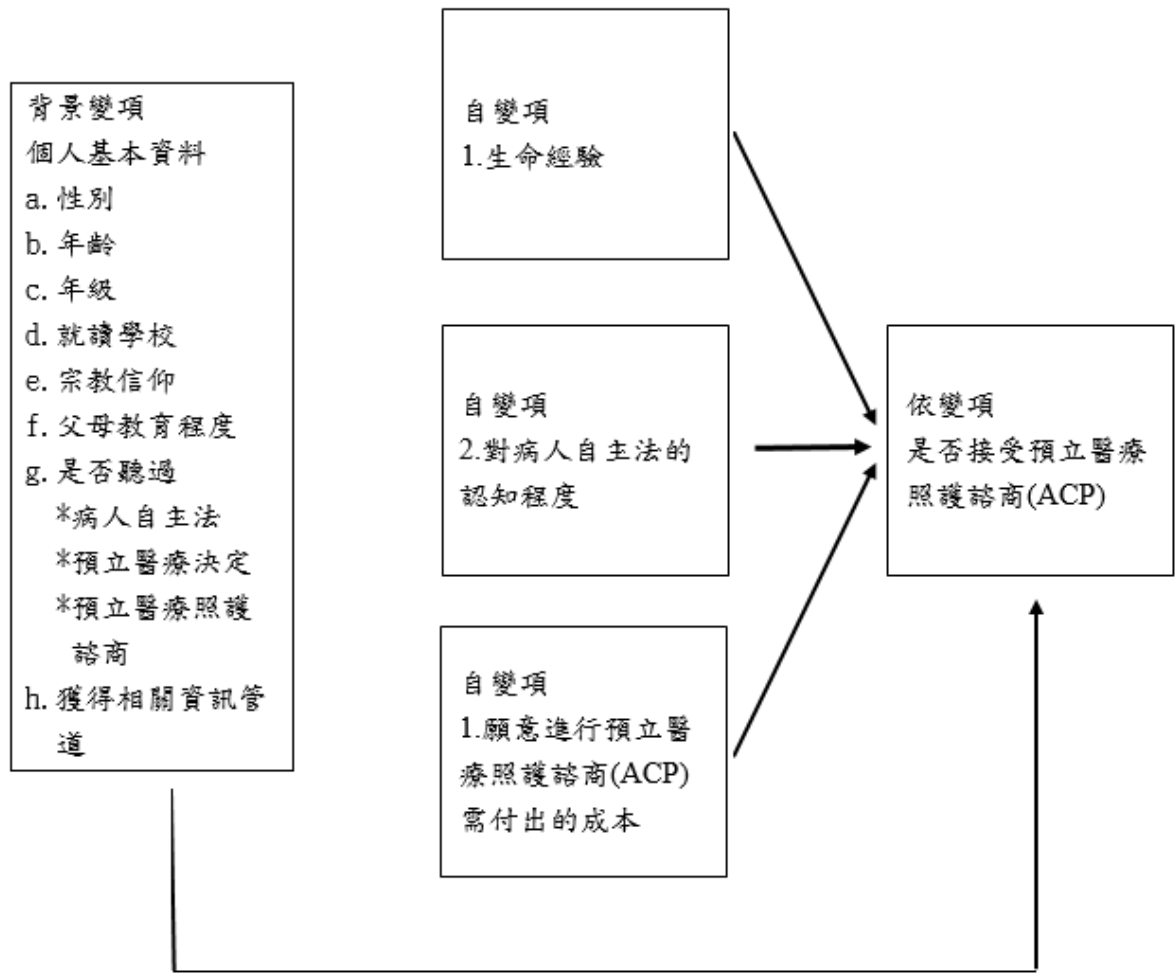 背景變項
個人基本資料
a. 性別
b. 年齡
c. 年級
d. 就讀學校
e. 宗教信仰
f. 父母教育程度
g. 是否聽過
*病人自主法
*預立醫療決定
*預立醫療照護
諮商
h. 獲得相關資訊管
道
自變項
1.生命經驗
自變項
2.對病人自主法的
認知程度
自變項
1.願意進行預立醫
療照護諮商(ACP)
需付出的成本
依變項
是否接受預立醫療
照護諮商(ACP)